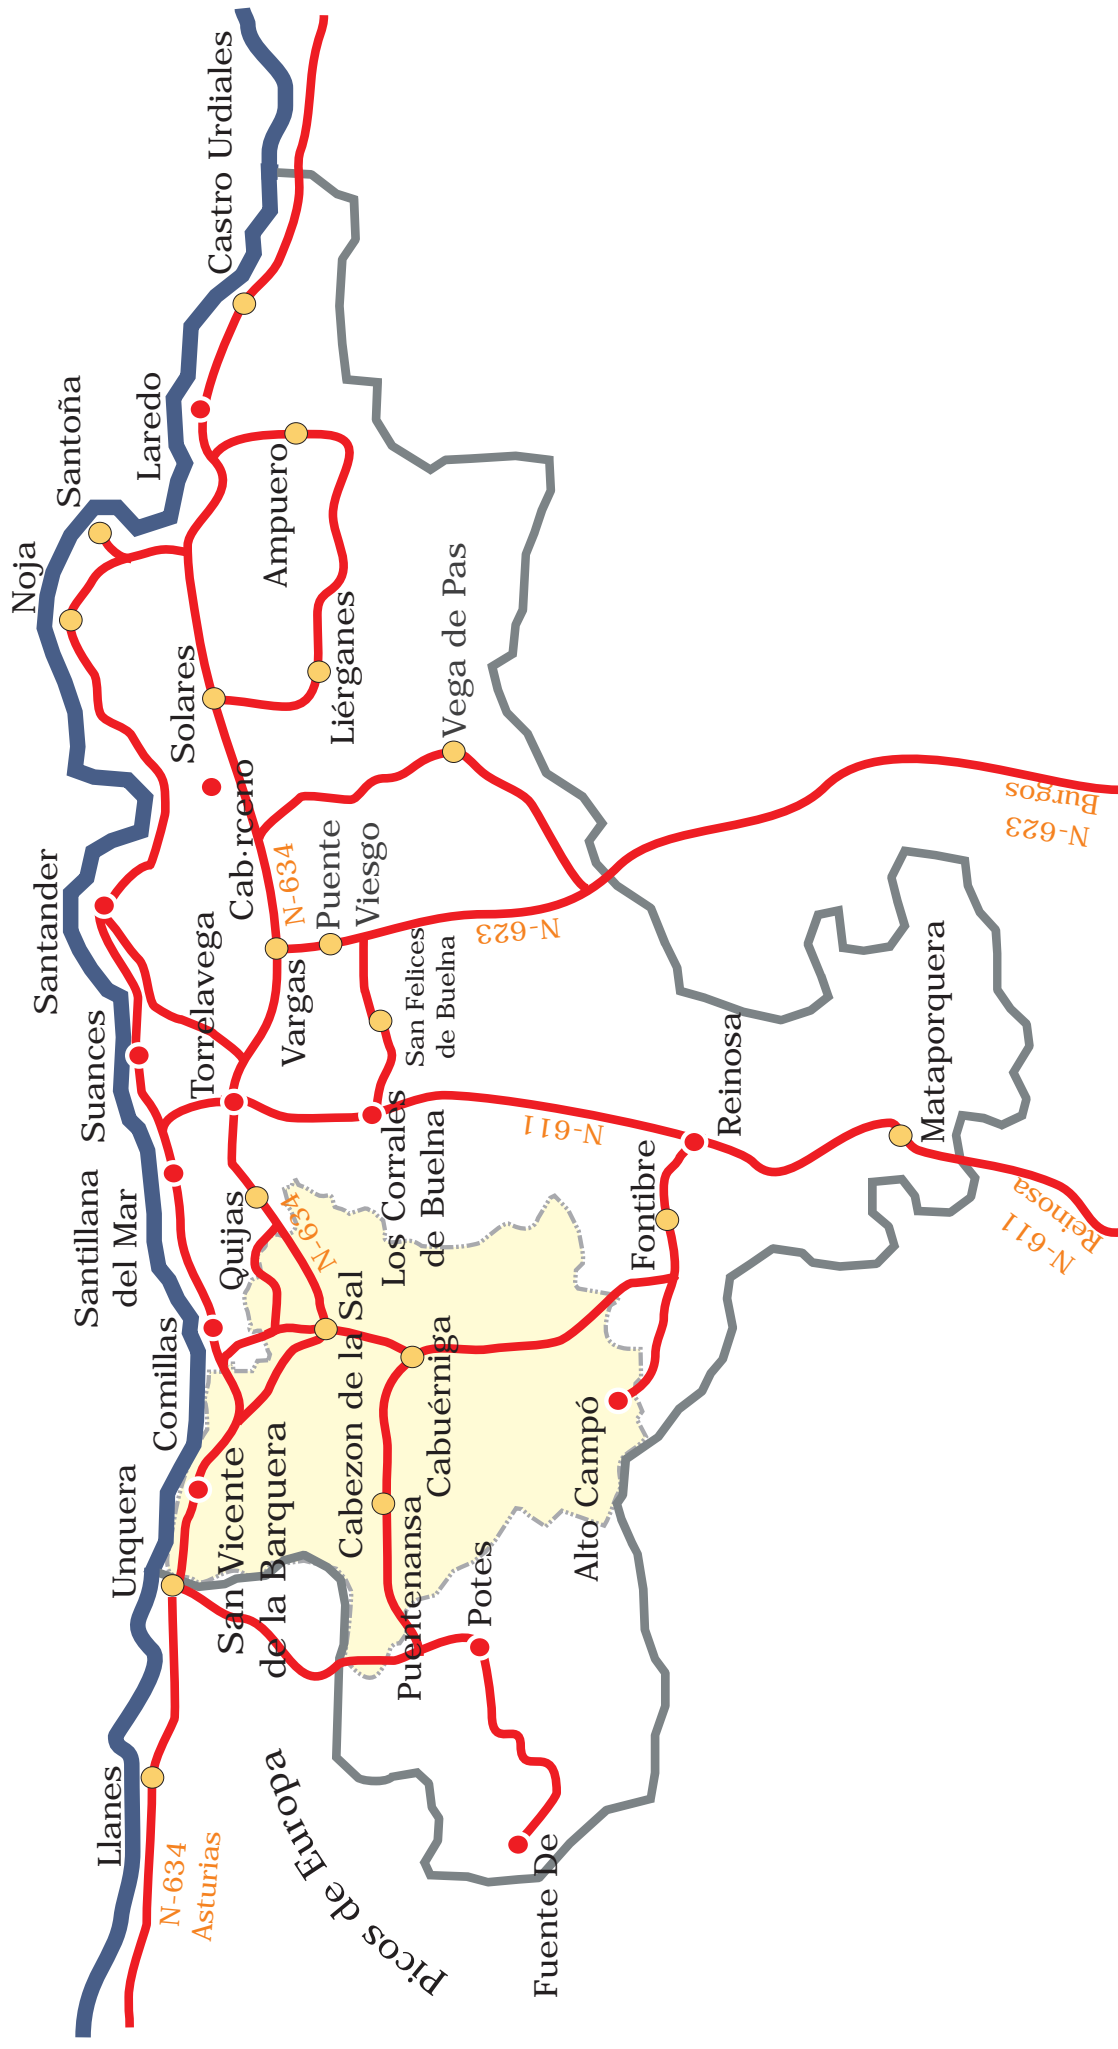 Llanes
N-634
Asturias
Picos de Europa
Fuente De
Unquera
San Vicente
de la Barquera
Potes
Puentenansa
Comillas
Cabezon de la Sal
Cabuérniga
Alto Campó
Santillana
del Mar
Quijas
N-634
Los Corrales
de Buelna
Fontibre
N-611
Reinosa
Suances
Torrelavega
Vargas
San Felices
de Buelna
N-611
Reinosa
Mataporquera
Santander
Cab·rceno
N-634
Puente
Viesgo
N-623
N-623
Burgos
Solares
Liérganes
Vega de Pas
Noja
Santoña
Laredo
Ampuero
Castro Urdiales